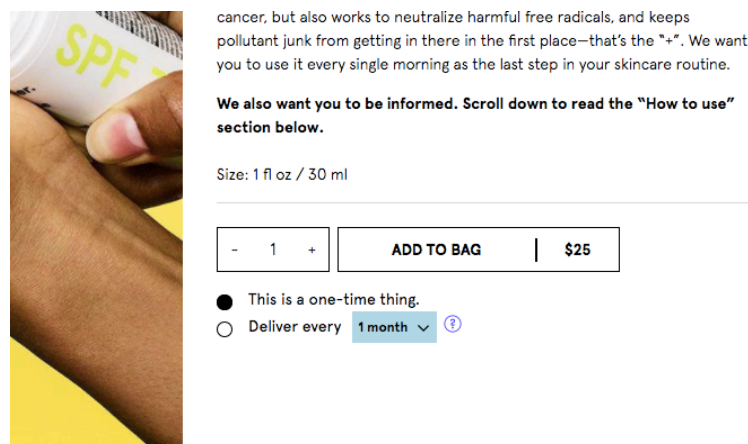 SPF
er.
cancer, but also works to neutralize harmful free radicals, and keeps
pollutant junk from getting in there in the first place—that's the "+". We want
you to use it every single morning as the last step in your skincare routine.
We also want you to be informed. Scroll down to read the "How to use"
section below.
Size: 1 fl oz / 30 ml
- 1 + ADD TO BAG | $25
This is a one-time thing.
Deliver every 1 month ?